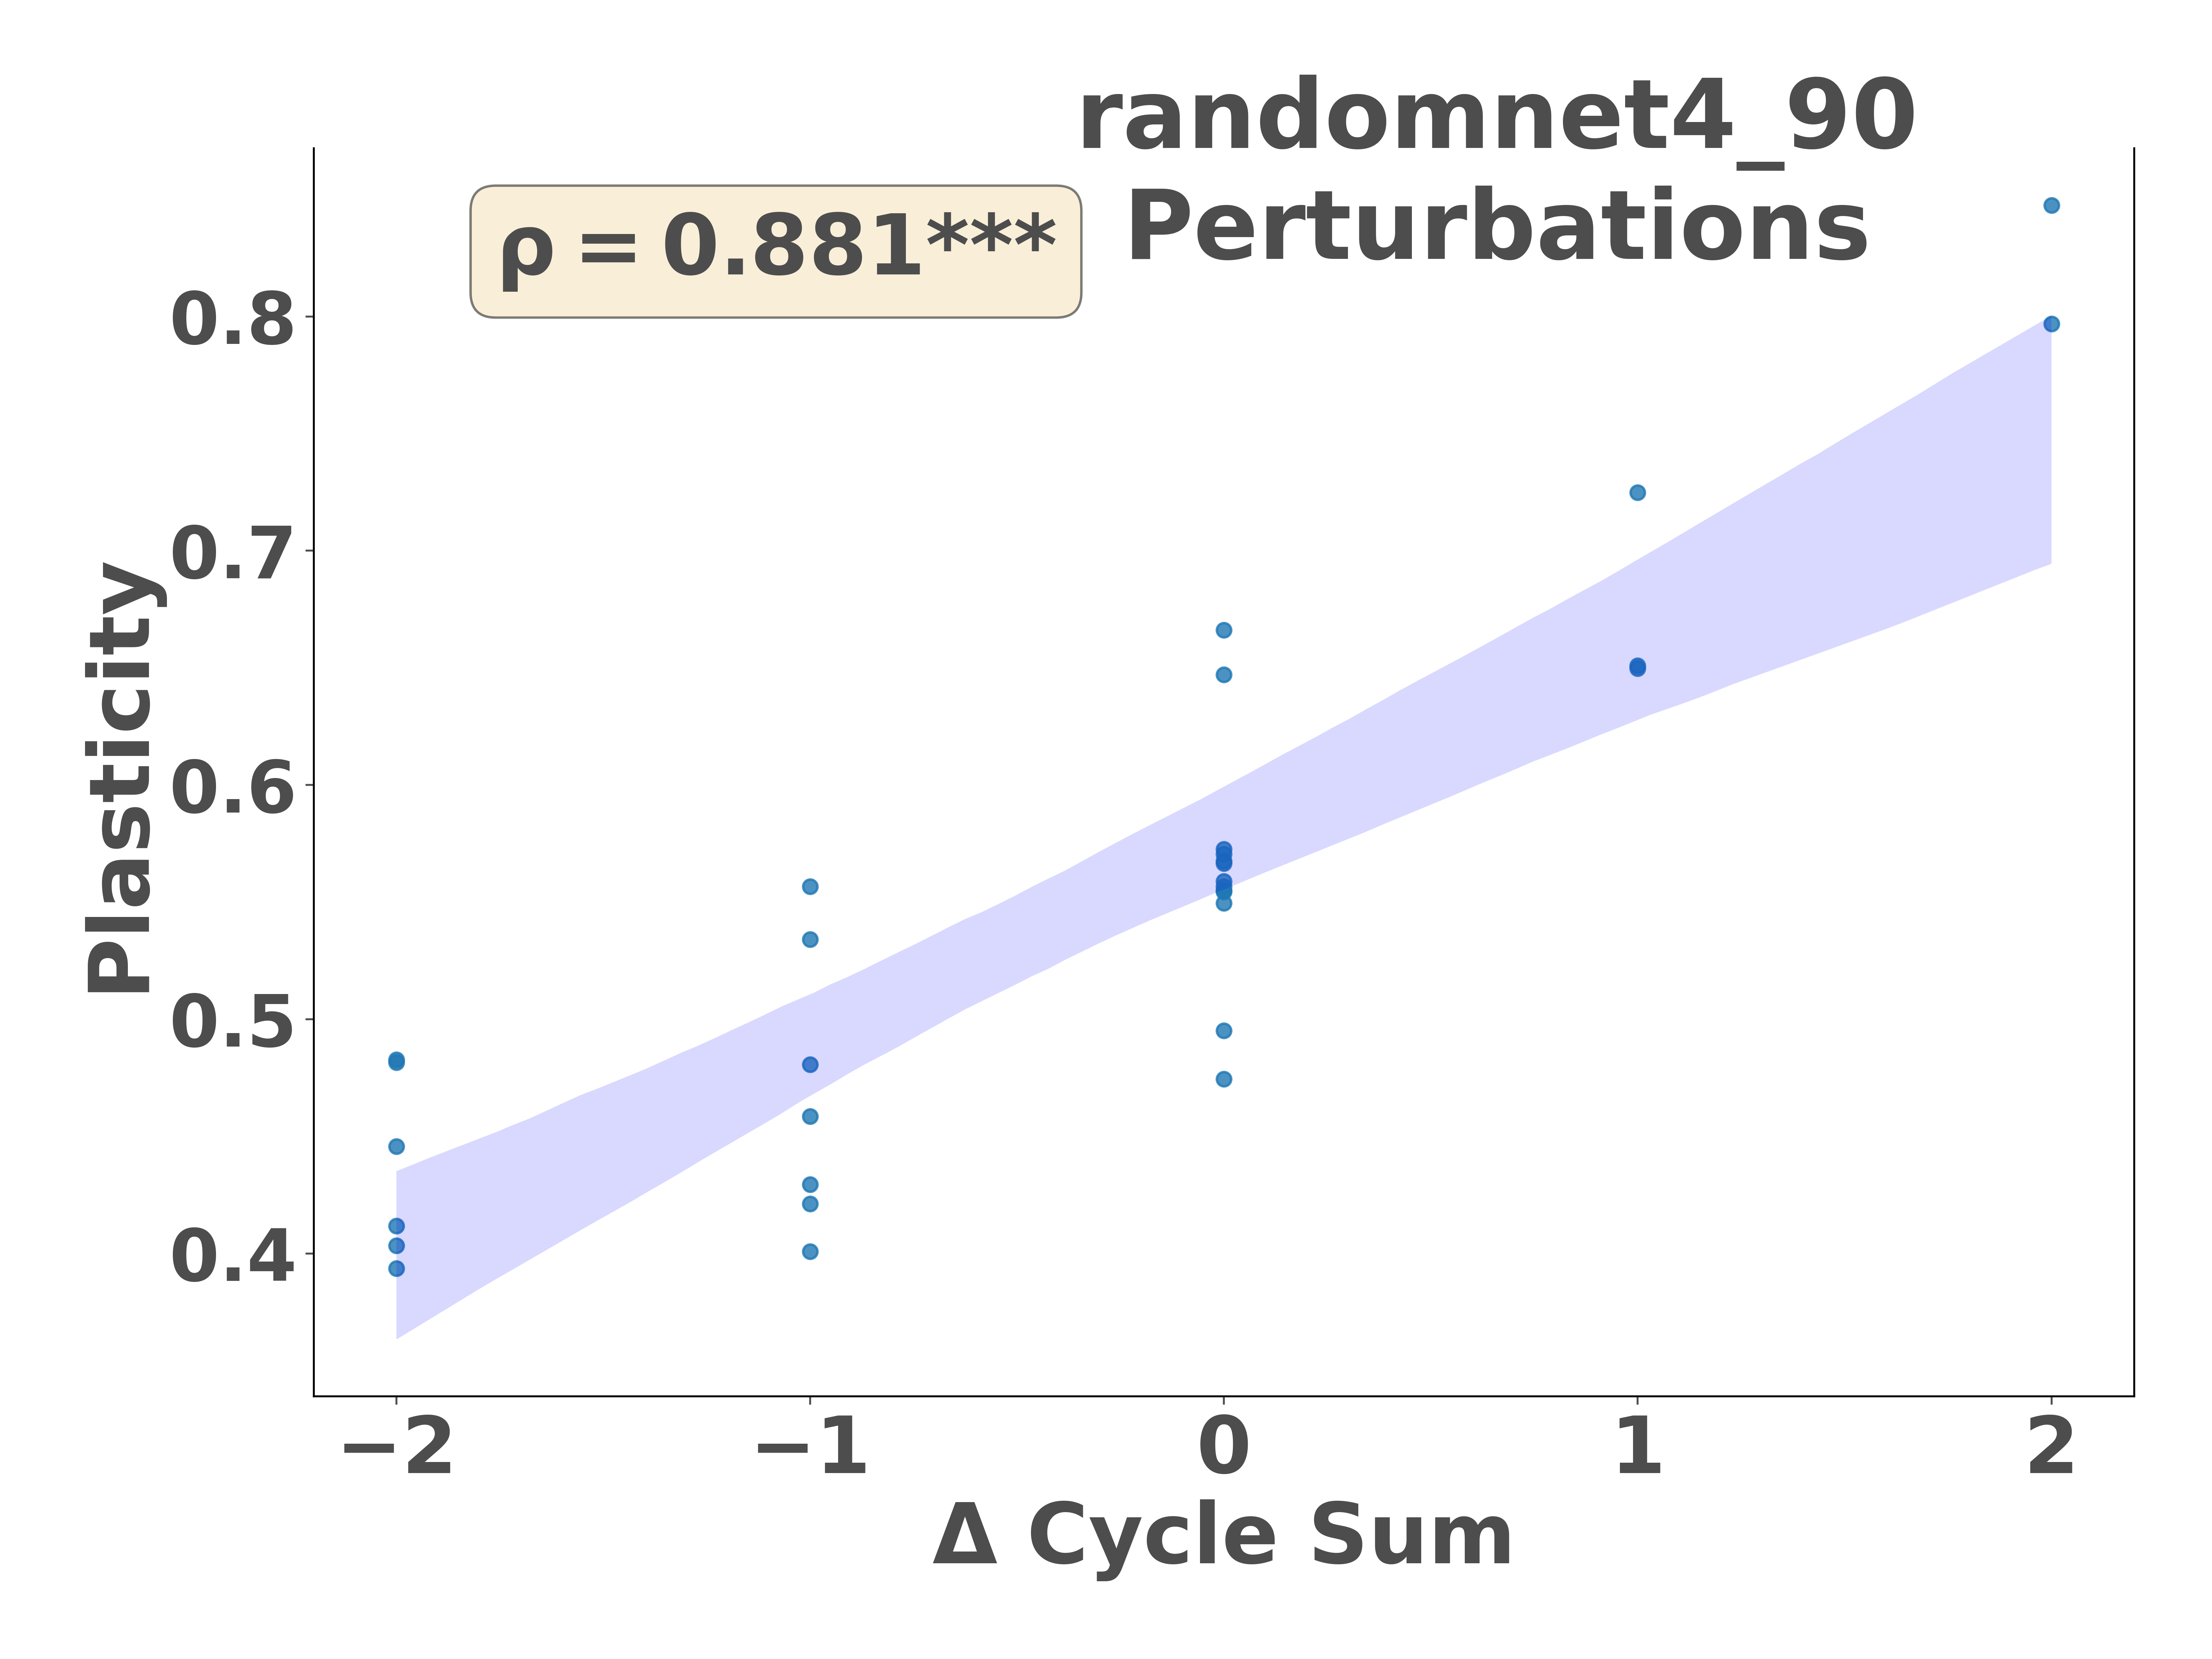 randomnet4_90
Perturbations
ρ = 0.881***
Plasticity
0.8
0.7
0.6
0.5
0.4
−2
−1
0
1
2
Δ Cycle Sum